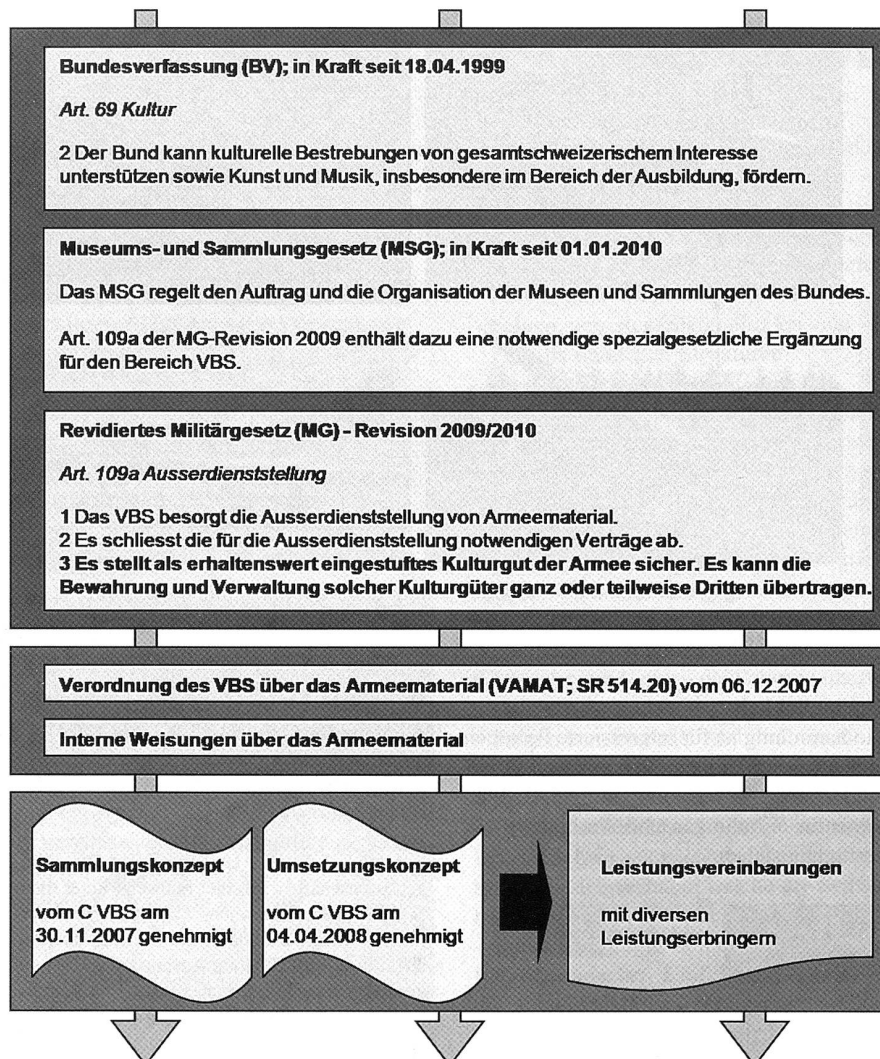 Bundesverfassung (BV); in Kraft seit 18.04.1999
Art. 69 Kultur
2 Der Bund kann kulturelle Bestrebungen von gesamtschweizerischem Interesse
unterstützen sowie Kunst und Musik, insbesondere im Bereich der Ausbildung, fördern.
Museums- und Sammlungsgesetz (MSG); in Kraft seit 01.01.2010
Das MSG regelt den Auftrag und die Organisation der Museen und Sammlungen des Bundes.
Art. 109a der MG-Revision 2009 enthält dazu eine notwendige spezialgesetzliche Ergänzung
für den Bereich VBS.
Revidiertes Militärgesetz (MG) - Revision 2009/2010
Art. 109a Ausserdienststellung
1 Das VBS besorgt die Ausserdienststellung von Armeematerial.
2 Es schliesst die für die Ausserdienststellung notwendigen Verträge ab.
3 Es stellt als erhaltenswert eingestuftes Kulturgut der Armee sicher. Es kann die
Bewahrung und Verwaltung solcher Kulturgüter ganz oder teilweise Dritten übertragen.
Verordnung des VBS über das Armeematerial (VAMAT; SR 514.20) vom 06.12.2007
Interne Weisungen über das Armeematerial
Sammlungskonzept
vom C VBS am
30.11.2007 genehmigt
Umsetzungskonzept
vom C VBS am
04.04.2008 genehmigt
Leistungsvereinbarungen
mit diversen
Leistungserbringern